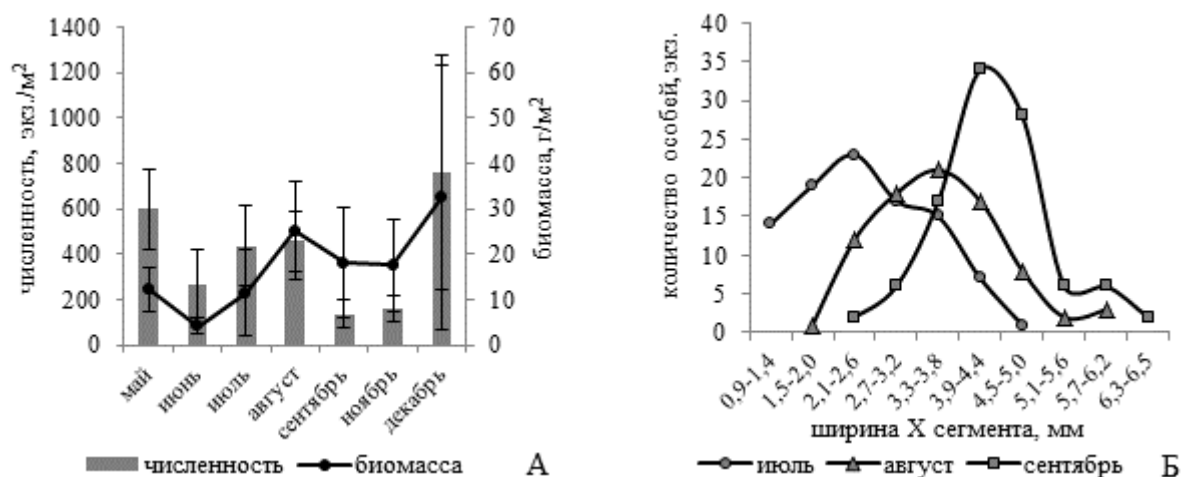 численность, экз./м²
1400
1200
1000
800
600
400
200
0
70
60
50
40
30
20
10
0
биомасса, г/м²
май
июнь
июль
август
сентябрь
ноябрь
декабрь
численность
биомасса
А
количество особей, экз.
40
35
30
25
20
15
10
5
0
0,9-1,4
1,5-2,0
2,1-2,6
2,7-3,2
3,3-3,8
3,9-4,4
4,5-5,0
5,1-5,6
5,7-6,2
6,3-6,5
ширина X сегмента, мм
июль
август
сентябрь
Б